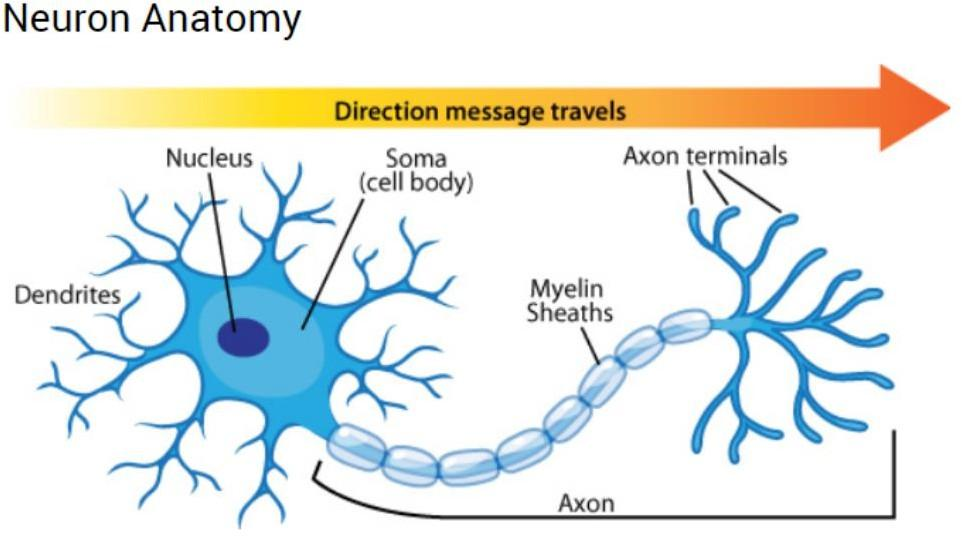 Neuron Anatomy
Direction message travels
Nucleus
Soma
(cell body)
Axon terminals
Dendrites
Myelin
Sheaths
Axon